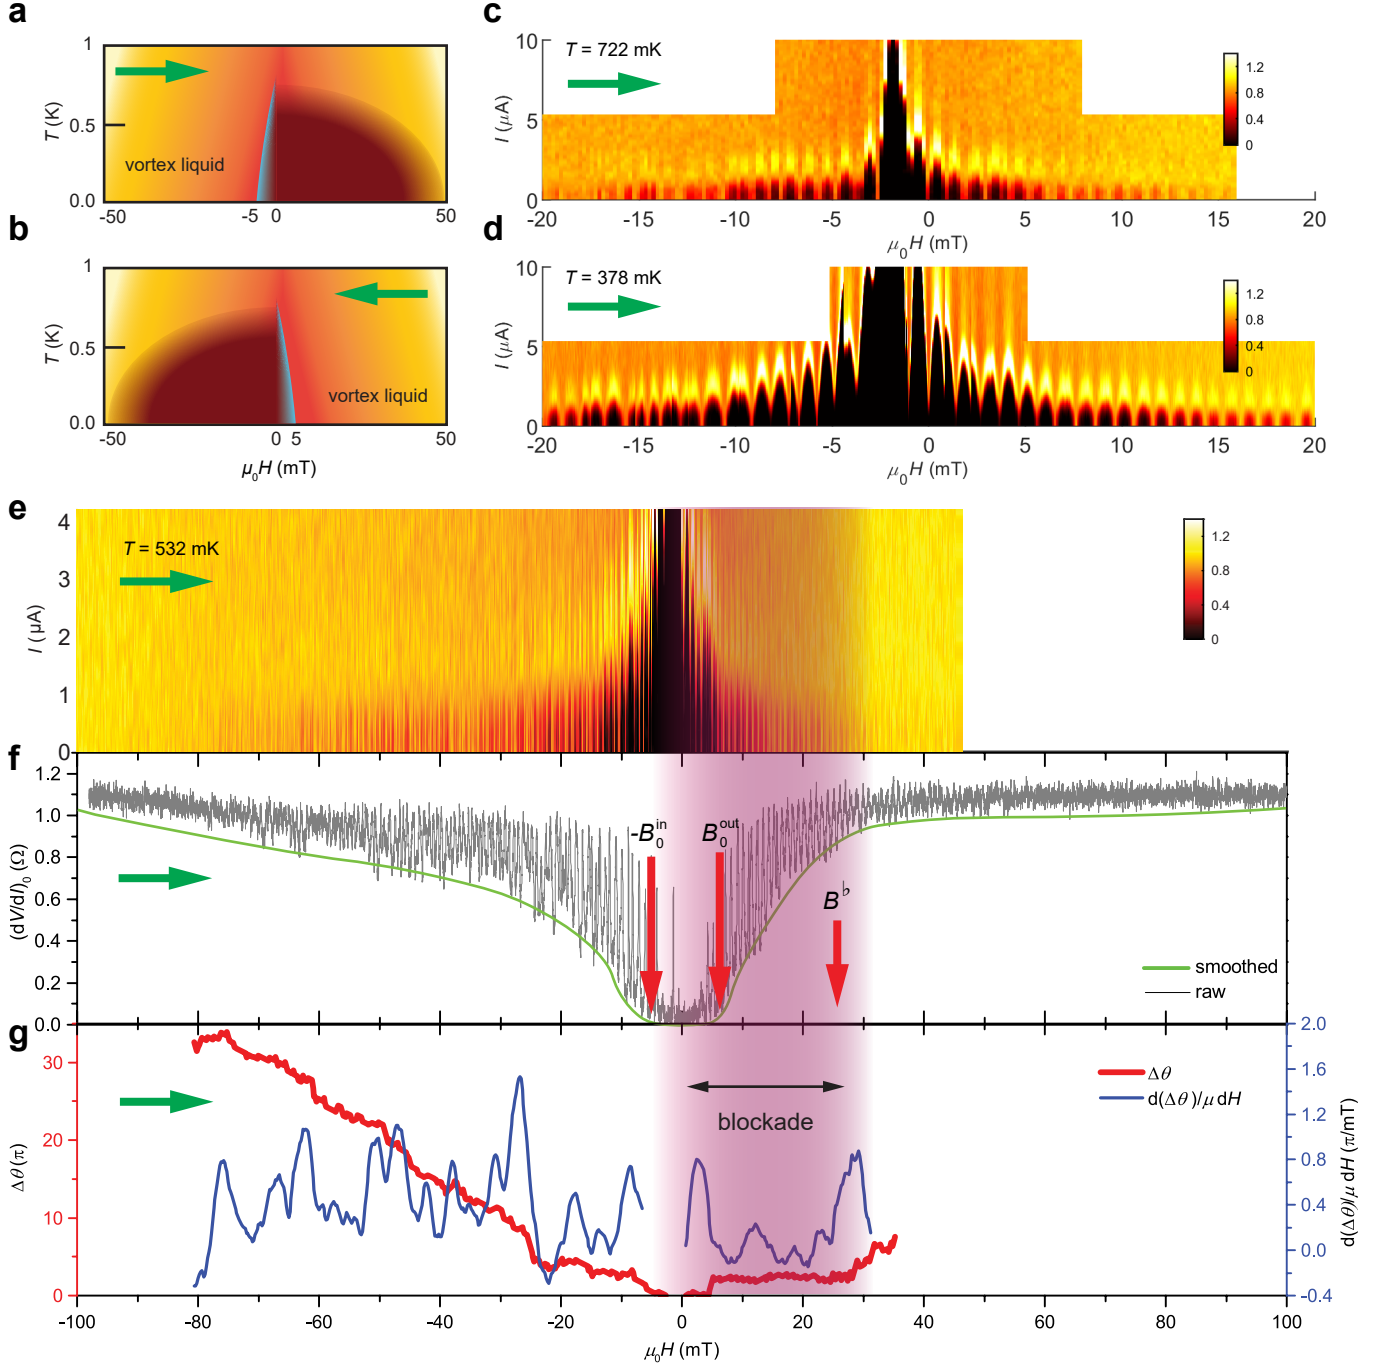 a
1
T (K)
0.5
vortex liquid
0.0
-50
-5
0
50
b
1
T (K)
0.5
vortex liquid
0.0
-50
0
5
50
μ0H (mT)
c
10
T = 722 mK
I (μA)
5
0
-20
-15
-10
-5
0
5
10
15
20
μ0H (mT)
1.2
0.8
0.4
0
d
10
T = 378 mK
I (μA)
5
0
-20
-15
-10
-5
0
5
10
15
20
μ0H (mT)
1.2
0.8
0.4
0
e
4
T = 532 mK
3
I (μA)
2
1
0
1.2
0.8
0.4
0
f
1.2
1.0
0.8
0.6
0.4
0.2
0.0
(dV/dI)0 (Ω)
-B0in
B0out
B♭
smoothed
raw
g
30
20
10
0
Δθ (π)
blockade
Δθ
d(Δθ)/μ dH
2.0
1.6
1.2
0.8
0.4
0.0
-0.4
d(Δθ)/μ dH (π/mT)
-100
-80
-60
-40
-20
0
20
40
60
80
100
μ0H (mT)